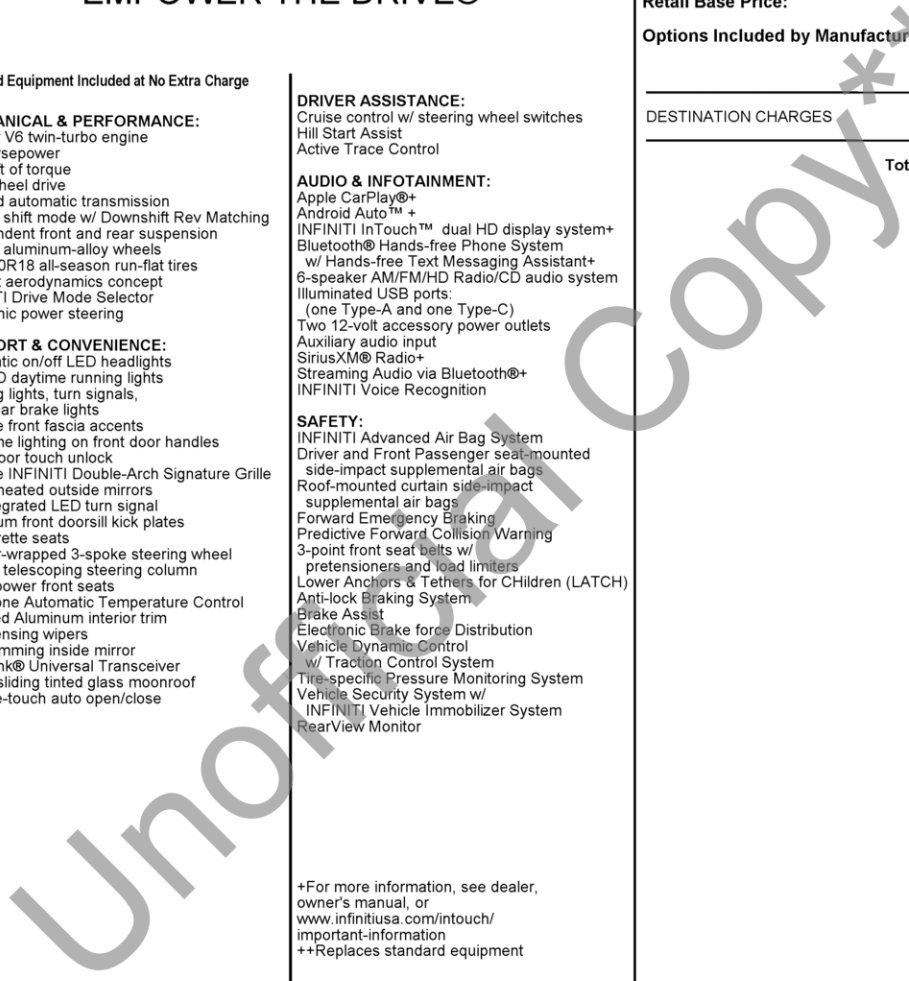 EMPOWER THE DRIVE®
d Equipment Included at No Extra Charge
ANICAL & PERFORMANCE:
V6 twin-turbo engine
rsepower
t of torque
heel drive
d automatic transmission
shift mode w/ Downshift Rev Matching
ndent front and rear suspension
aluminum-alloy wheels
0R18 all-season run-flat tires
t aerodynamics concept
TI Drive Mode Selector
nic power steering
ORT & CONVENIENCE:
tic on/off LED headlights
D daytime running lights
g lights, turn signals,
ar brake lights
e front fascia accents
ne lighting on front door handles
oor touch unlock
e INFINITI Double-Arch Signature Grille
heated outside mirrors
egrated LED turn signal
um front doorsill kick plates
rette seats
r-wrapped 3-spoke steering wheel
telescoping steering column
power front seats
one Automatic Temperature Control
ed Aluminum interior trim
ensing wipers
mming inside mirror
nk® Universal Transceiver
sliding tinted glass moonroof
e-touch auto open/close
DRIVER ASSISTANCE:
Cruise control w/ steering wheel switches
Hill Start Assist
Active Trace Control
AUDIO & INFOTAINMENT:
Apple CarPlay®+
Android Auto™ +
INFINITI InTouch™ dual HD display system+
Bluetooth® Hands-free Phone System
w/ Hands-free Text Messaging Assistant+
6-speaker AM/FM/HD Radio/CD audio system
Illuminated USB ports:
(one Type-A and one Type-C)
Two 12-volt accessory power outlets
Auxiliary audio input
SiriusXM® Radio+
Streaming Audio via Bluetooth®+
INFINITI Voice Recognition
SAFETY:
INFINITI Advanced Air Bag System
Driver and Front Passenger seat-mounted
side-impact supplemental air bags
Roof-mounted curtain side-impact
supplemental air bags
Forward Emergency Braking
Predictive Forward Collision Warning
3-point front seat belts w/
pretensioners and load limiters
Lower Anchors & Tethers for CHildren (LATCH)
Anti-lock Braking System
Brake Assist
Electronic Brake force Distribution
Vehicle Dynamic Control
w/ Traction Control System
Tire-specific Pressure Monitoring System
Vehicle Security System w/
INFINITI Vehicle Immobilizer System
RearView Monitor
+For more information, see dealer,
owner's manual, or
www.infinitiusa.com/intouch/
important-information
++Replaces standard equipment
Retail Base Price:
Options Included by Manufactur
DESTINATION CHARGES
Tot
Unofficial Copy**